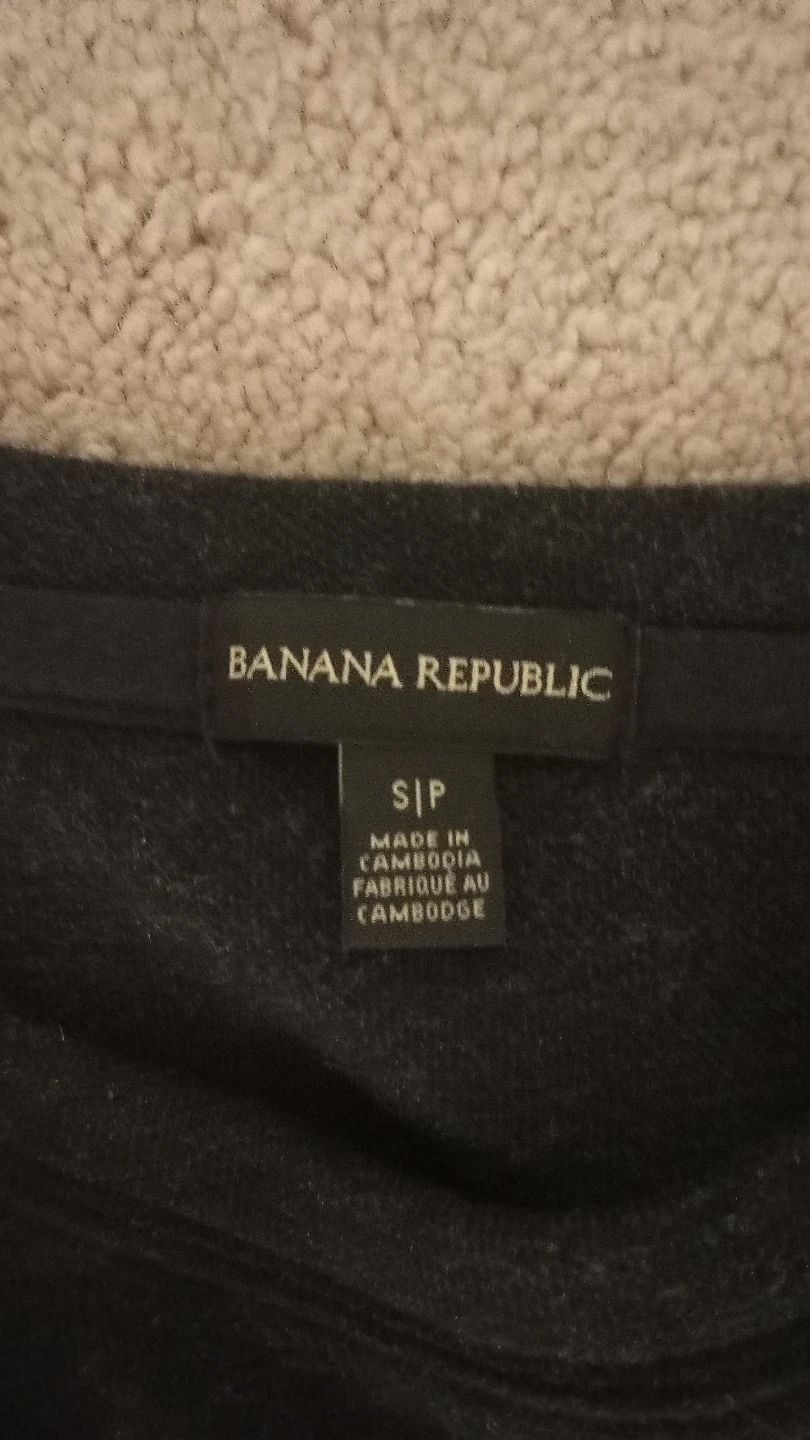 BANANA REPUBLIC
S|P
MADE IN
CAMBODIA
FABRIQUÉ AU
CAMBODGE